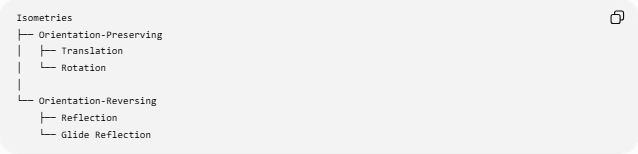 Isometries
├── Orientation-Preserving
│   ├── Translation
│   └── Rotation
│
└── Orientation-Reversing
    ├── Reflection
    └── Glide Reflection